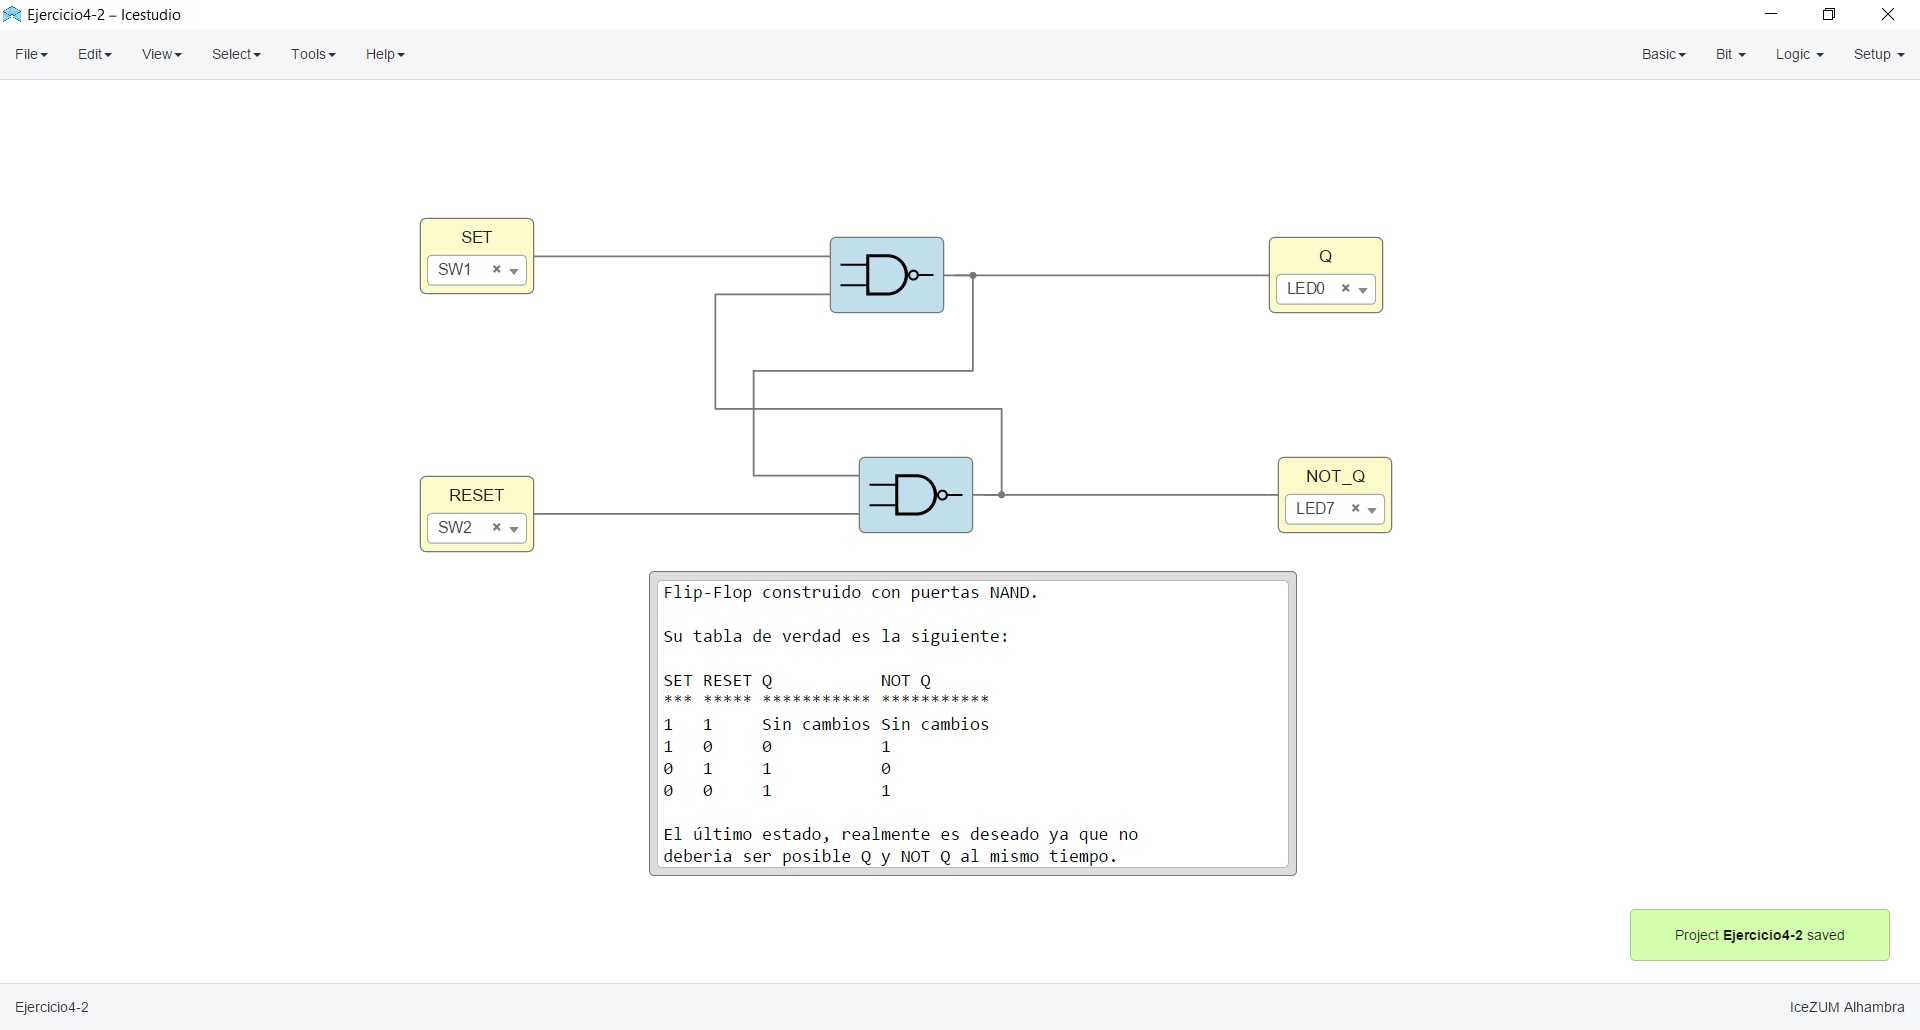 Ejercicio4-2 – Icestudio
File Edit View Select Tools Help Basic Bit Logic Setup
SET
SW1 ×
Q
LED0 ×
RESET
SW2 ×
NOT_Q
LED7 ×
Flip-Flop construido con puertas NAND.
Su tabla de verdad es la siguiente:
SET RESET Q NOT Q
*** ***** *********** ***********
1 1 Sin cambios Sin cambios
1 0 0 1
0 1 1 0
0 0 1 1
El último estado, realmente es deseado ya que no
deberia ser posible Q y NOT Q al mismo tiempo.
Project Ejercicio4-2 saved
Ejercicio4-2 IceZUM Alhambra